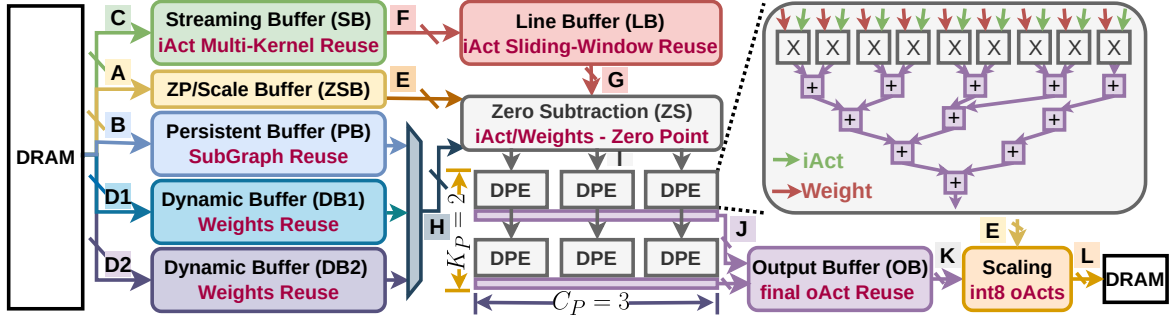 DRAM
C
Streaming Buffer (SB)
iAct Multi-Kernel Reuse
F
Line Buffer (LB)
iAct Sliding-Window Reuse
A
ZP/Scale Buffer (ZSB)
E
G
B
Persistent Buffer (PB)
SubGraph Reuse
Zero Subtraction (ZS)
iAct/Weights - Zero Point
D1
Dynamic Buffer (DB1)
Weights Reuse
H
I
D2
Dynamic Buffer (DB2)
Weights Reuse
K_P = 2
DPE DPE DPE
DPE DPE DPE
C_P = 3
J
X X X X X X X X
+ + + +
+ +
+
iAct
Weight
Output Buffer (OB)
final oAct Reuse
K
E
Scaling
int8 oActs
L
DRAM